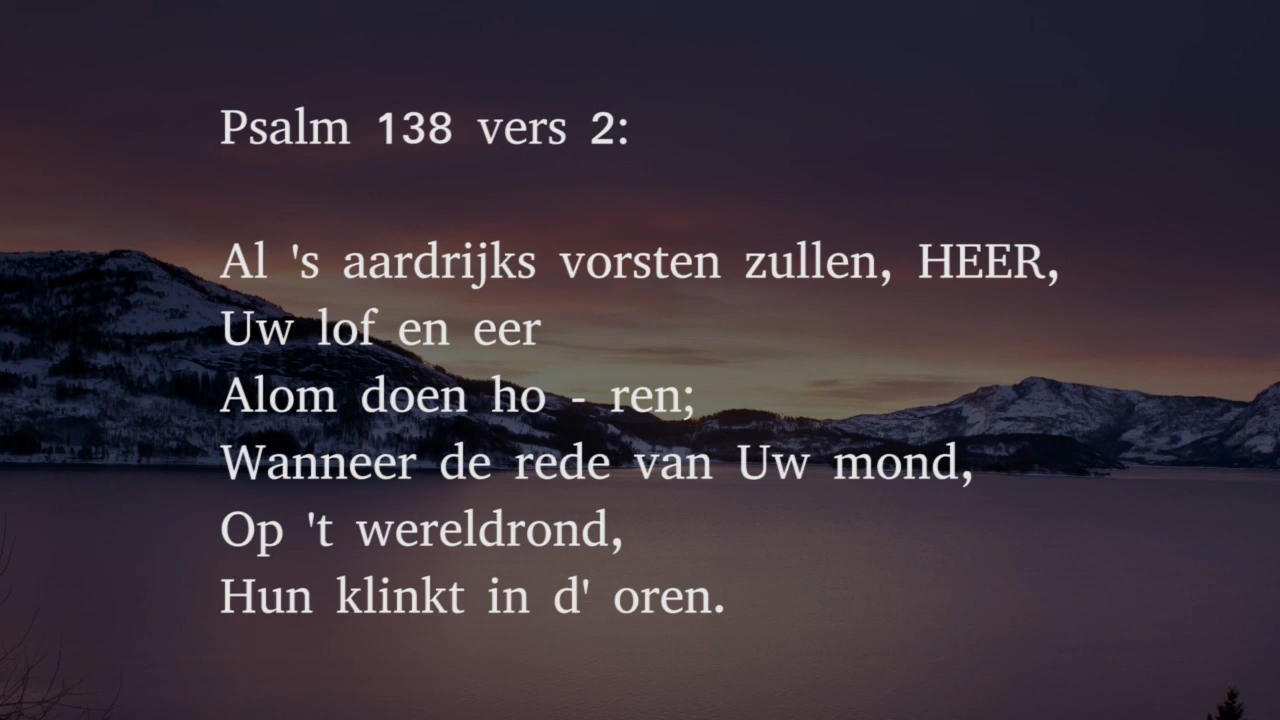 Psalm 138 vers 2:
Al 's aardrijks vorsten zullen, HEER,
Uw lof en eer
Alom doen ho - ren;
Wanneer de rede van Uw mond,
Op 't wereldrond,
Hun klinkt in d' oren.